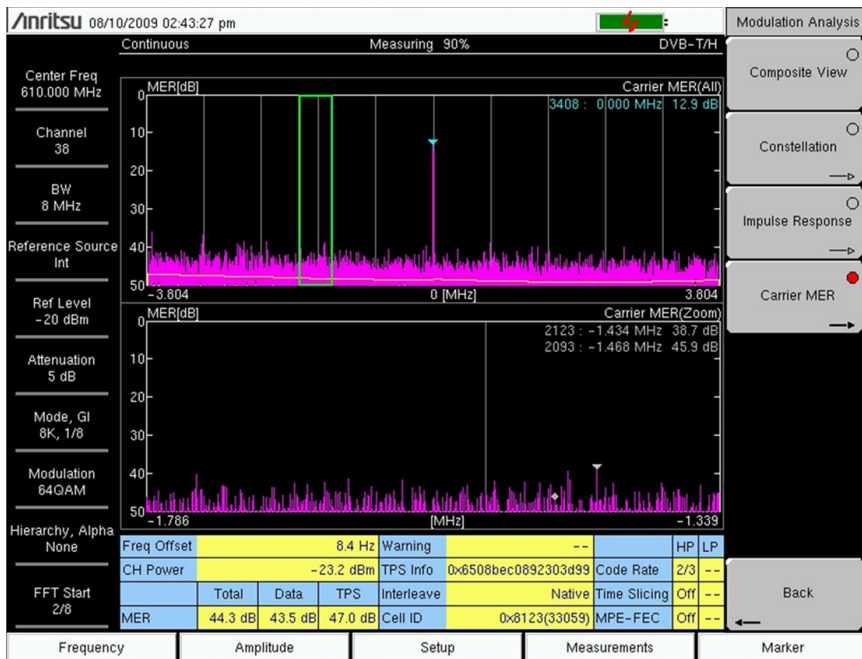 Anritsu 08/10/2009 02:43:27 pm
Modulation Analysis
Continuous Measuring 90% DVB-T/H
Center Freq
610.000 MHz
Channel
38
BW
8 MHz
Reference Source
Int
Ref Level
-20 dBm
Attenuation
5 dB
Mode, GI
8K, 1/8
Modulation
64QAM
Hierarchy, Alpha
None
FFT Start
2/8
MER[dB] Carrier MER(All)
3408 : 0.000 MHz 12.9 dB
0
10
20
30
40
50
-3.804 0 [MHz] 3.804
MER[dB] Carrier MER(Zoom)
2123 : -1.434 MHz 38.7 dB
2093 : -1.468 MHz 45.9 dB
0
10
20
30
40
50
-1.786 [MHz] -1.339
Freq Offset 8.4 Hz Warning -- HP LP
CH Power -23.2 dBm TPS Info 0x6508bec0892303d99 Code Rate 2/3 --
Total Data TPS Interleave Native Time Slicing Off --
MER 44.3 dB 43.5 dB 47.0 dB Cell ID 0x8123(33059) MPE-FEC Off --
Composite View
Constellation
Impulse Response
Carrier MER
Back
Frequency Amplitude Setup Measurements Marker